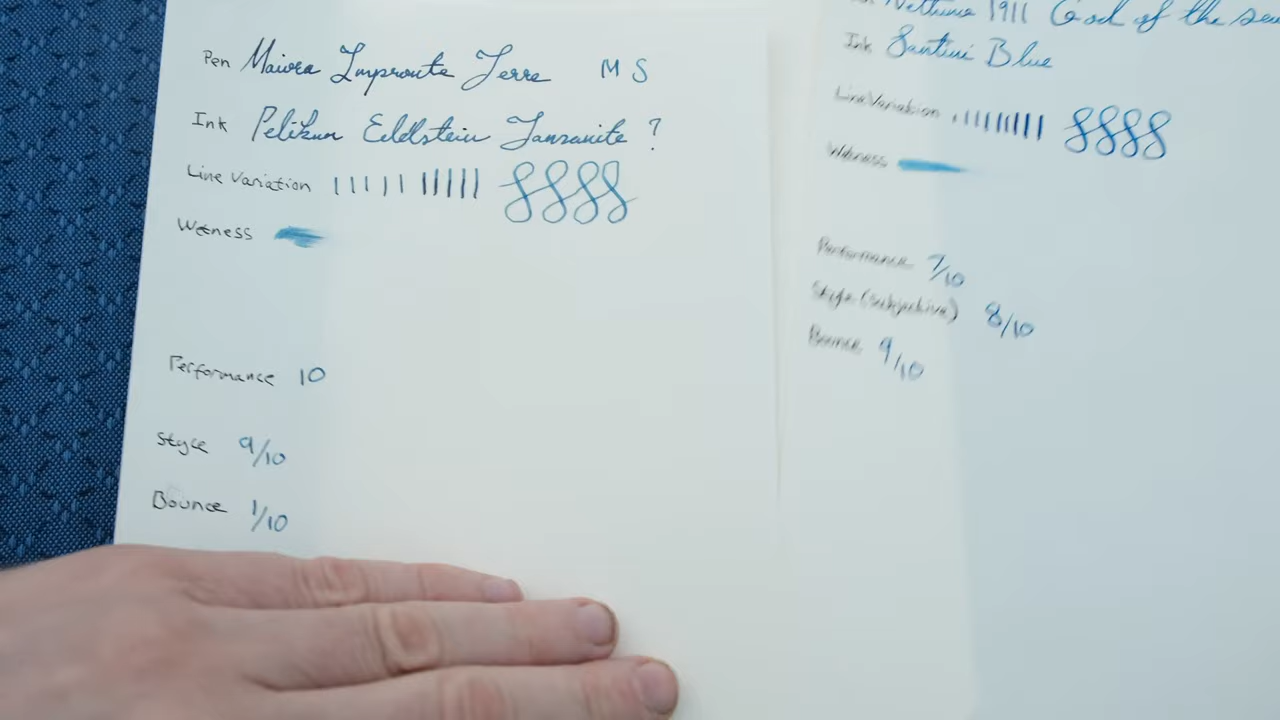 Pen Maiora Impronte Terre M S
Ink Pelikan Edelstein Tanzanite ?
Line Variation
Wetness
Performance 10
Style 9/10
Bounce 1/10
Nettuno 1911 God of the sea
Ink Santini Blue
Line Variation
Wetness
Performance 7/10
Style (subjective) 8/10
Bounce 9/10